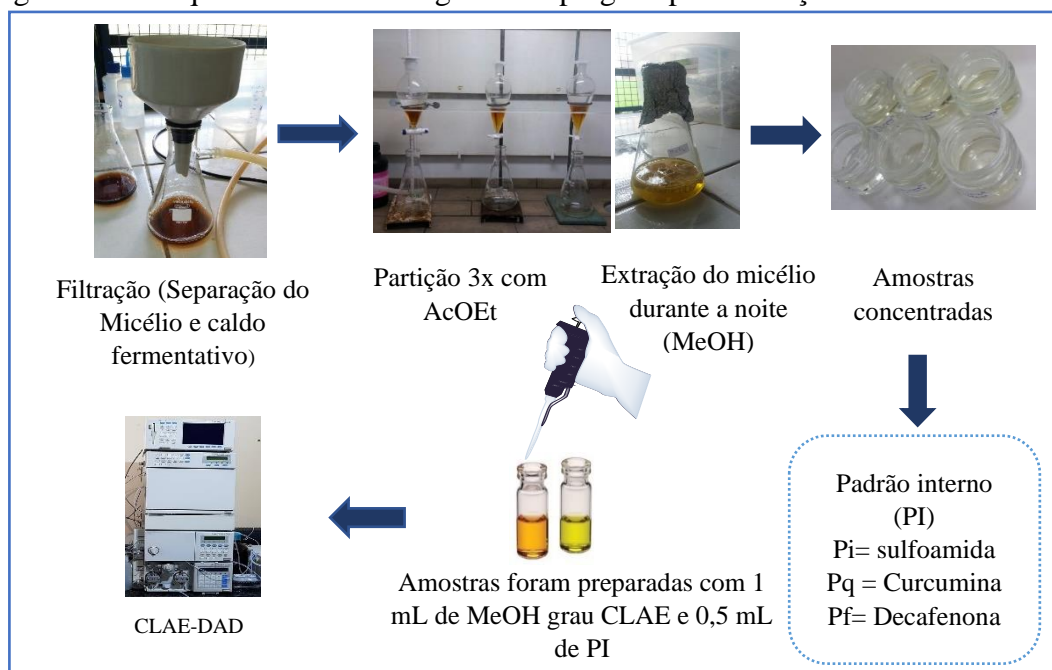 Filtração (Separação do
Micélio e caldo
fermentativo)
Partição 3x com
AcOEt
Extração do micélio
durante a noite
(MeOH)
Amostras
concentradas
Padrão interno
(PI)
Pi= sulfoamida
Pq = Curcumina
Pf= Decafenona
Amostras foram preparadas com 1
mL de MeOH grau CLAE e 0,5 mL
de PI
CLAE-DAD